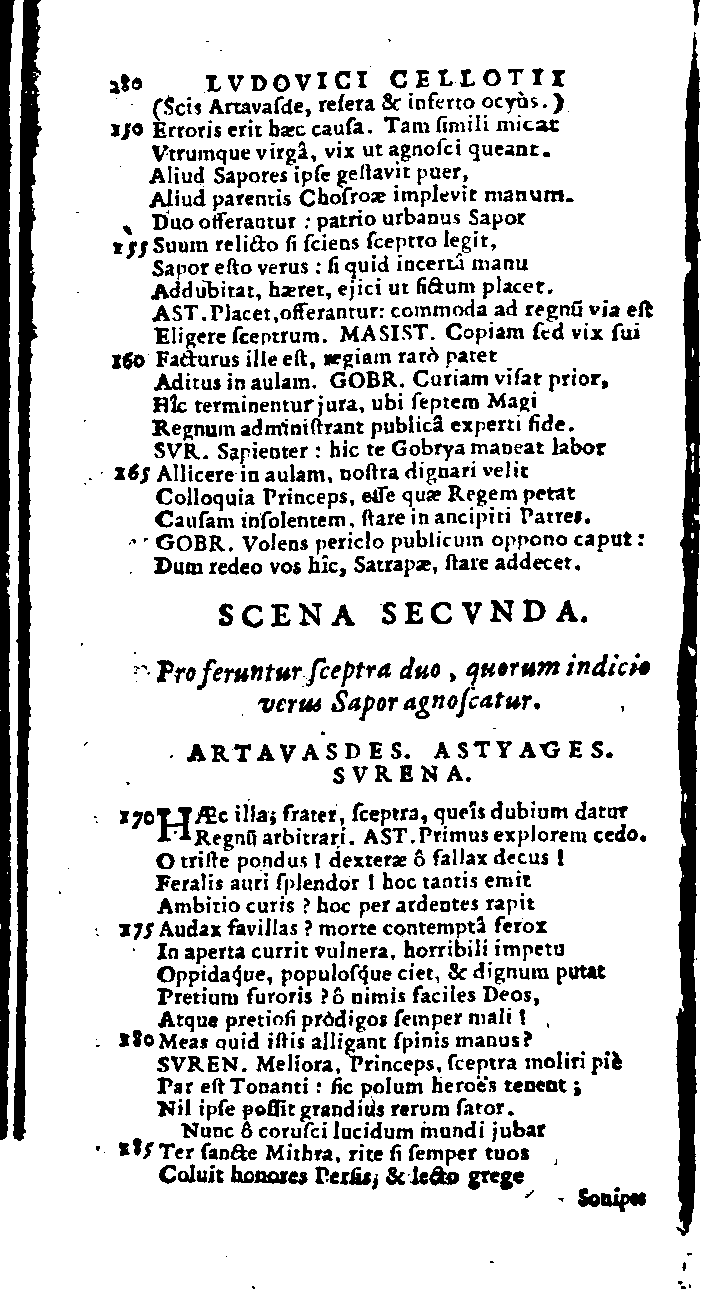 280 LVDOVICI CELLOTII
(Scis Artavaſde, reſera & inferto ocyùs.)
250 Erroris erit hæc cauſa. Tam ſimili micat
Vtrumque virgâ, vix ut agnoſci queant.
Aliud Sapores ipſe geſtavit puer,
Aliud parentis Choſroæ implevit manum.
Duo offerantur : patrio urbanus Sapor
255 Suum relicto ſi ſciens ſceptro legit,
Sapor eſto verus : ſi quid incertâ manu
Addubitat, hæret, ejici ut fictum placet.
AST. Placet, offerantur: commoda ad regnū via eſt
Eligere ſceptrum. MASIST. Copiam ſed vix ſui
260 Facturus ille eſt, regiam rarò patet
Aditus in aulam. GOBR. Curiam viſat prior,
Hîc terminentur jura, ubi ſeptem Magi
Regnum adminiſtrant publicâ experti fide.
SVR. Sapienter : hic te Gobrya maneat labor
265 Allicere in aulam, noſtra dignari velit
Colloquia Princeps, eſſe quæ Regem petat
Cauſam inſolentem, ſtare in ancipiti Patres.
GOBR. Volens periclo publicum oppono caput :
Dum redeo vos hîc, Satrapæ, ſtare addecet.
SCENA SECVNDA.
Proferuntur ſceptra duo, quorum indicio
verus Sapor agnoſcatur.
ARTAVASDES. ASTYAGES.
SVRENA.
270 HÆc illa; frater, ſceptra, queîs dubium datur
Regnū arbitrari. AST. Primus explorem cedo.
O triſte pondus ! dexteræ ô fallax decus !
Feralis auri ſplendor ! hoc tantis emit
Ambitio curis ? hoc per ardentes rapit
275 Audax favillas ? morte contemptâ ferox
In aperta currit vulnera, horribili impetu
Oppidaq́ue, populoſq́ue ciet, & dignum putat
Pretium furoris ? ô nimis faciles Deos,
Atque pretioſi pròdigos ſemper mali !
280 Meas quid iſtis alligant ſpinis manus?
SVREN. Meliora, Princeps, ſceptra moliri piè
Par eſt Tonanti : ſic polum heroës tenent ;
Nil ipſe poſſit grandiùs rerum ſator.
Nunc ô coruſci lucidum mundi jubar
285 Ter ſancte Mithra, rite ſi ſemper tuos
Coluit honores Perſis; & lecto grege
Sonipes